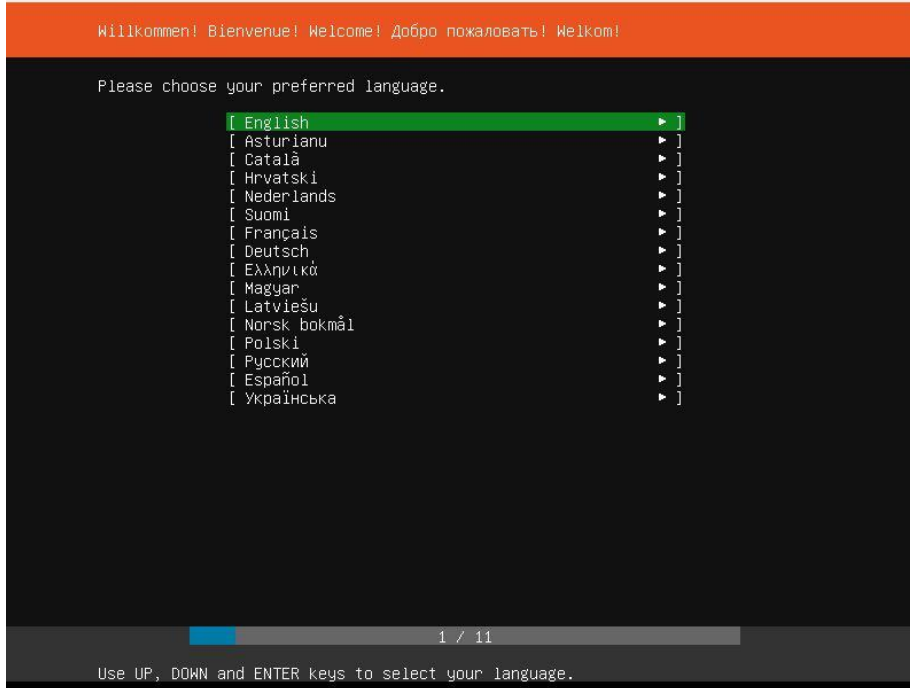 Willkommen! Bienvenue! Welcome! Добро пожаловать! Welkom!
Please choose your preferred language.
[ English ► ]
[ Asturianu ► ]
[ Català ► ]
[ Hrvatski ► ]
[ Nederlands ► ]
[ Suomi ► ]
[ Français ► ]
[ Deutsch ► ]
[ Ελληνικά ► ]
[ Magyar ► ]
[ Latviešu ► ]
[ Norsk bokmål ► ]
[ Polski ► ]
[ Русский ► ]
[ Español ► ]
[ Українська ► ]
1 / 11
Use UP, DOWN and ENTER keys to select your language.